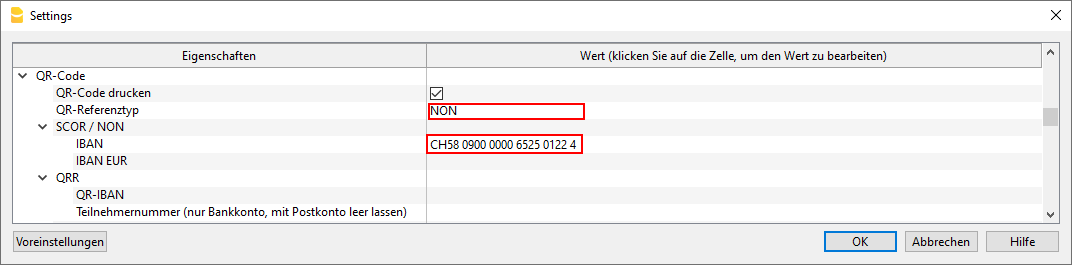 Settings
Eigenschaften Wert (klicken Sie auf die Zelle, um den Wert zu bearbeiten)
QR-Code
QR-Code drucken
QR-Referenztyp NON
SCOR / NON
IBAN CH58 0900 0000 6525 0122 4
IBAN EUR
QRR
QR-IBAN
Teilnehmernummer (nur Bankkonto, mit Postkonto leer lassen)
Voreinstellungen OK Abbrechen Hilfe